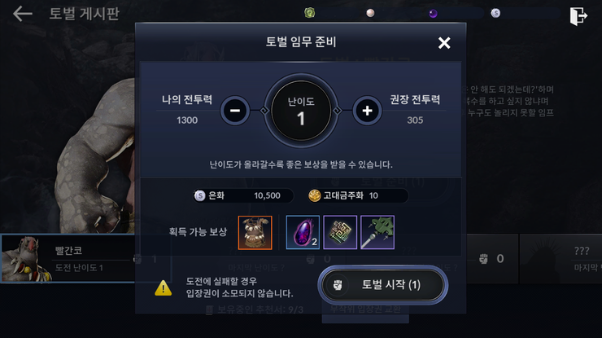 토벌 게시판
토벌 임무 준비
안 해도 되겠는데?'하며
하고 싶지 않나며
누구도 놀리지 못할 임프
나의 전투력
1300
난이도
1
권장 전투력
305
난이도가 올라갈수록 좋은 보상을 받을 수 있습니다.
은화 10,500
고대금주화 10
획득 가능 보상
2
빨간코
도전 난이도 1
1
0
0
???
마지막
도전에 실패할 경우
입장권이 소모되지 않습니다.
토벌 시작 (1)
9/3